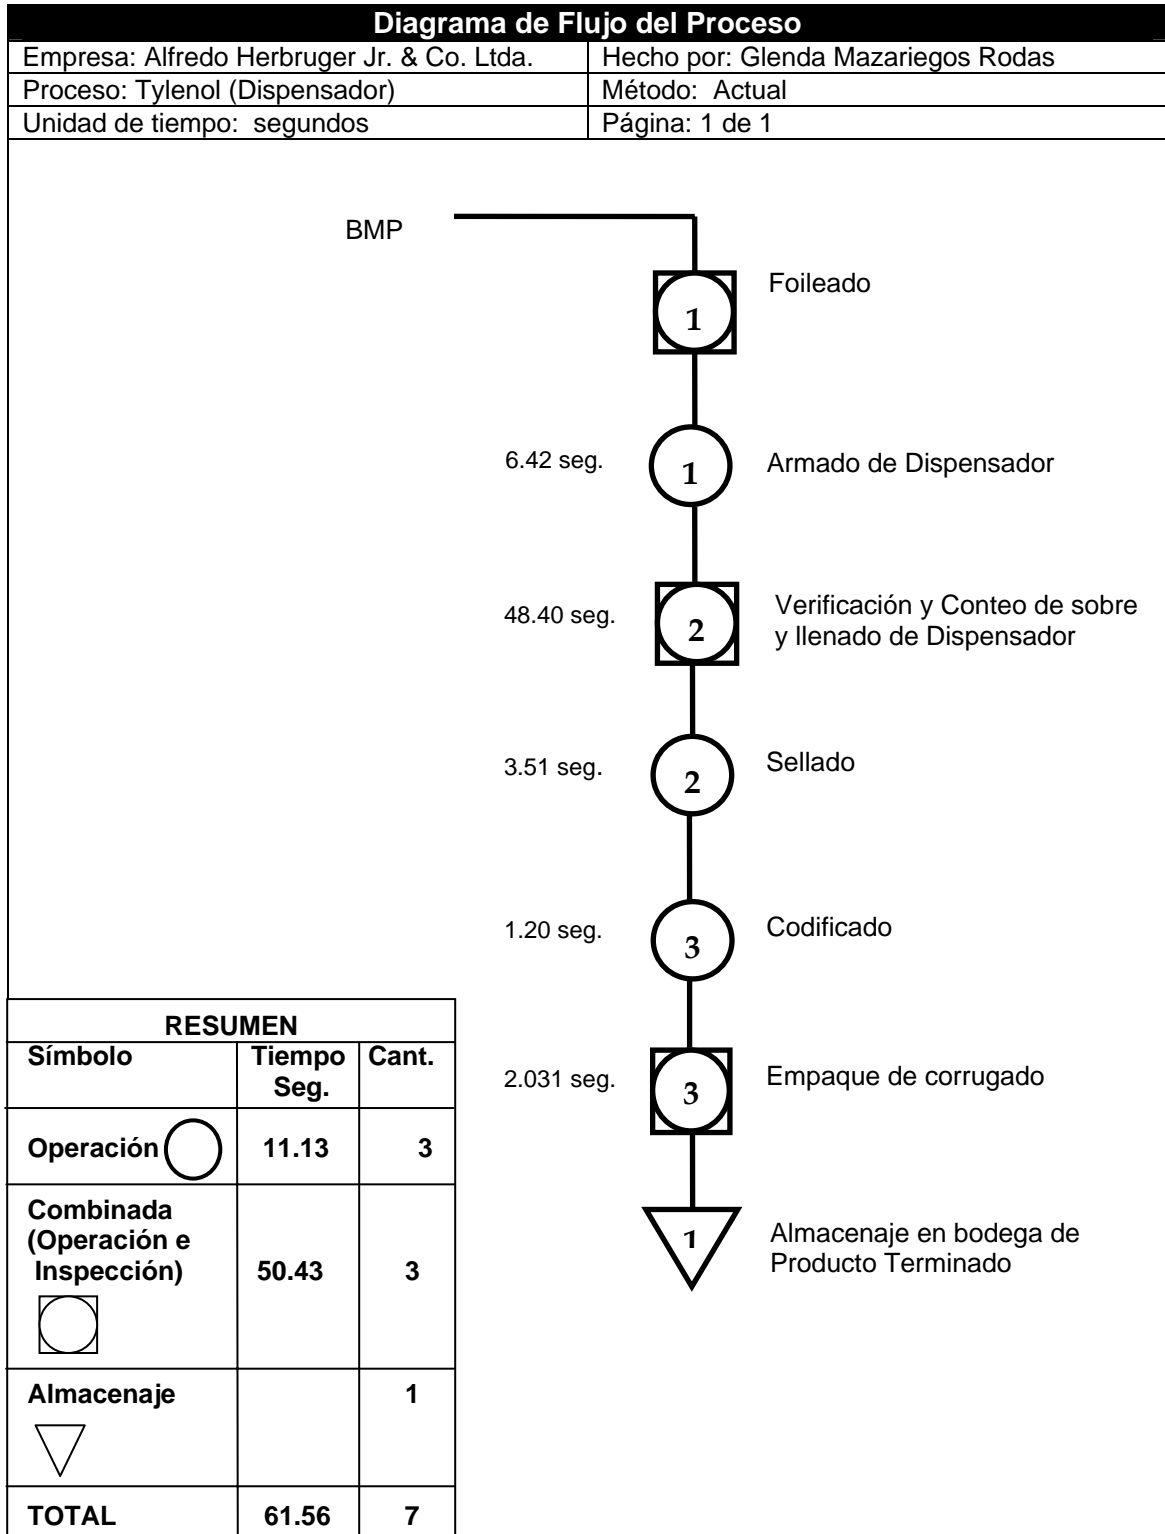 Diagrama de Flujo del Proceso
Empresa: Alfredo Herbruger Jr. & Co. Ltda.
Hecho por: Glenda Mazariegos Rodas
Proceso: Tylenol (Dispensador)
Método: Actual
Unidad de tiempo: segundos
Página: 1 de 1
BMP
Foileado
1
6.42 seg.
1
Armado de Dispensador
48.40 seg.
2
Verificación y Conteo de sobre
y llenado de Dispensador
3.51 seg.
2
Sellado
1.20 seg.
3
Codificado
2.031 seg.
3
Empaque de corrugado
1
Almacenaje en bodega de
Producto Terminado
RESUMEN
Símbolo
Tiempo
Seg.
Cant.
Operación
11.13
3
Combinada
(Operación e
Inspección)
50.43
3
Almacenaje
1
TOTAL
61.56
7